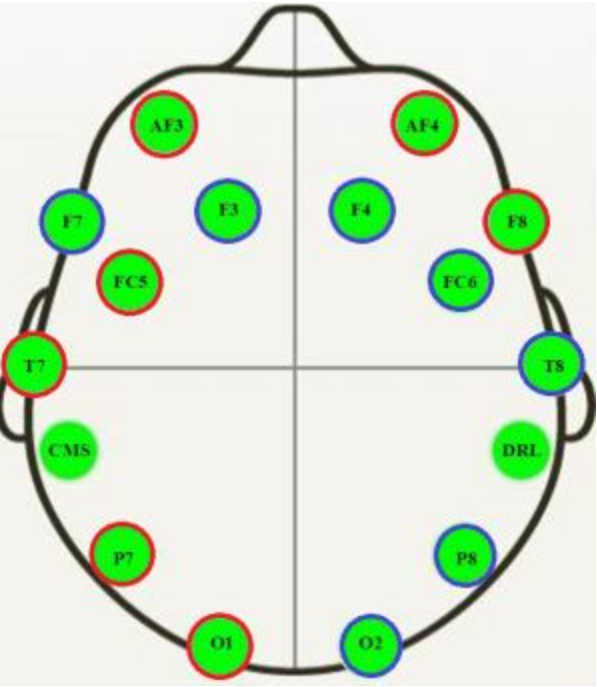 AF3 AF4
F3 F4
F7 F8
FC5 FC6
T7 T8
CMS DRL
P7 P8
O1 O2